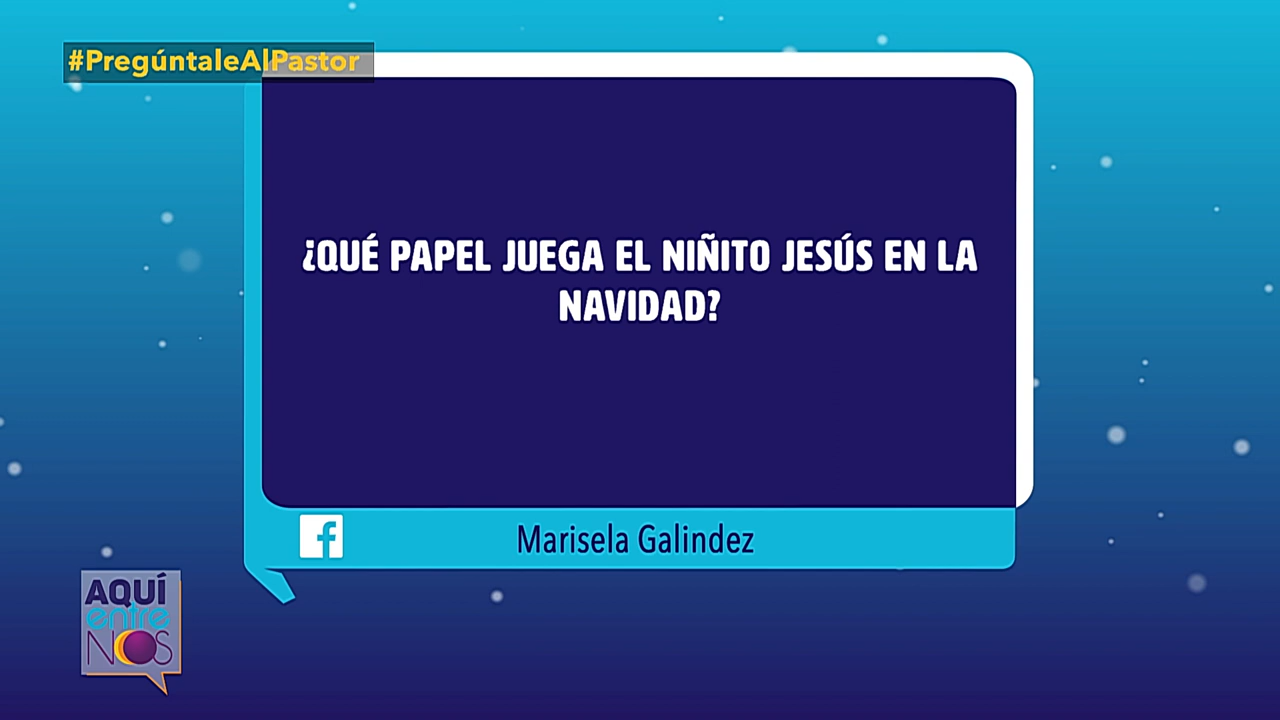 #PregúntaleAlPastor
¿QUÉ PAPEL JUEGA EL NIÑITO JESÚS EN LA
NAVIDAD?
Marisela Galindez
AQUÍ
entre
NOS